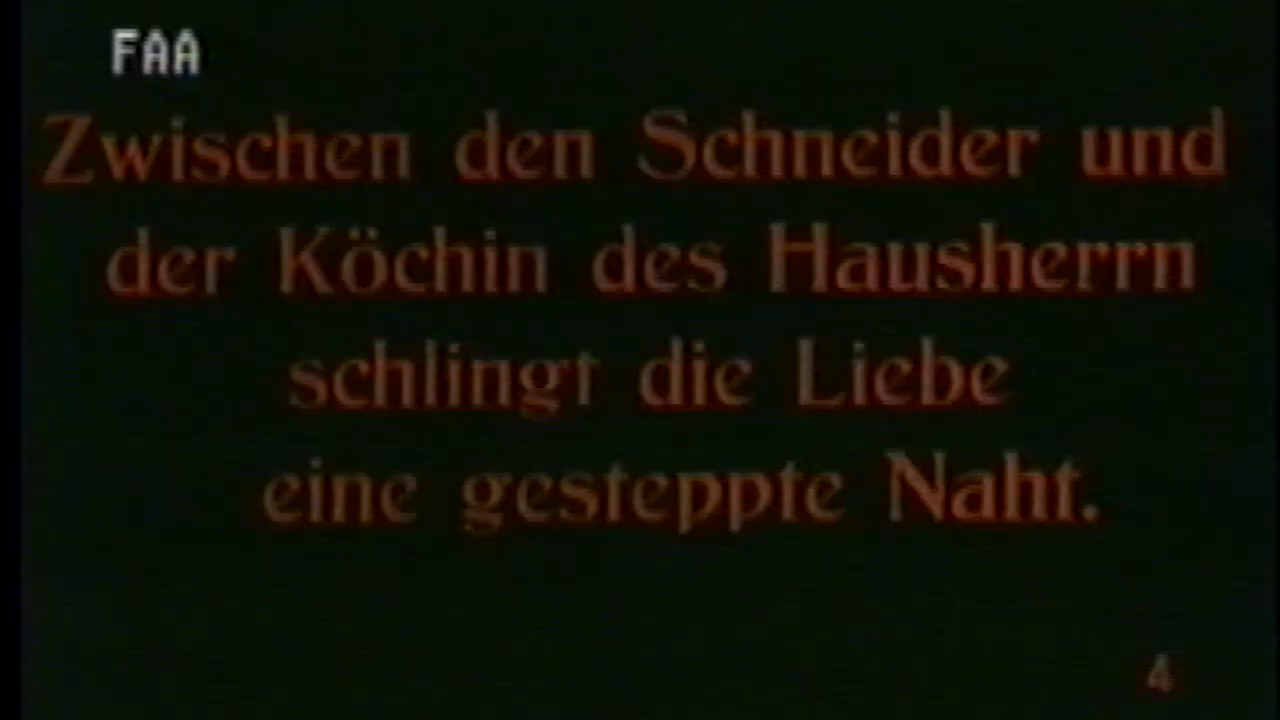 FAA
Zwischen den Schneider und
der Köchin des Hausherrn
schlingt die Liebe
eine gesteppte Naht.
4